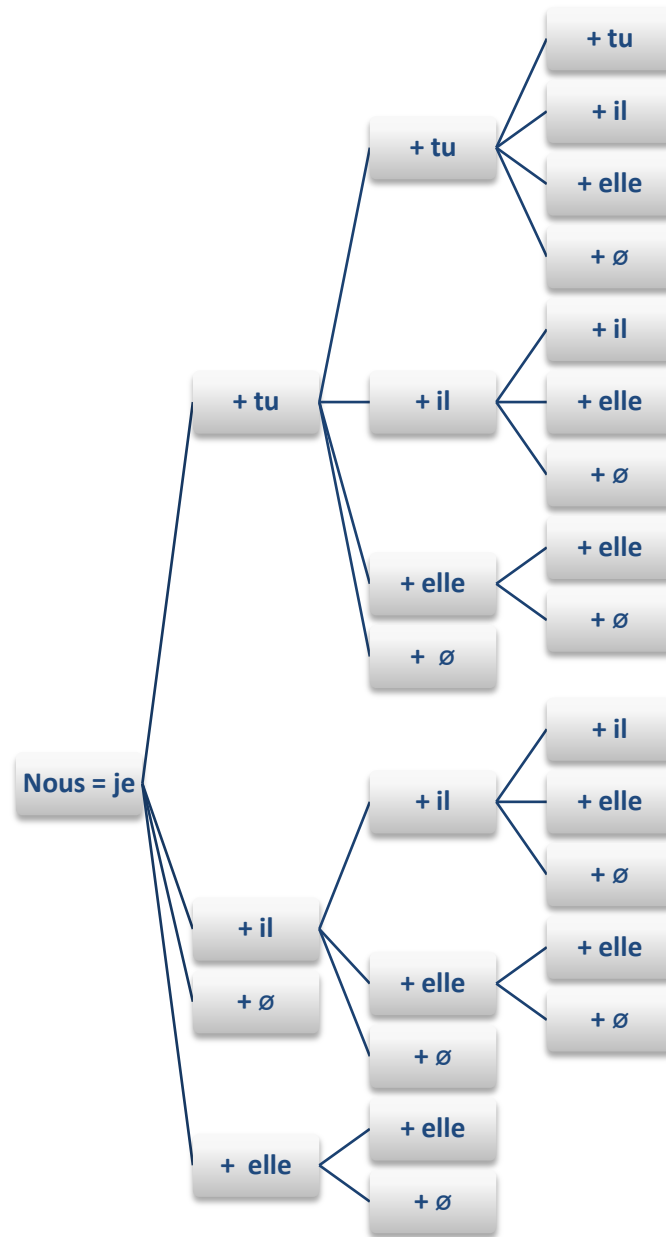 Nous = je
+ tu
+ tu
+ tu
+ il
+ elle
+ ø
+ il
+ il
+ elle
+ ø
+ elle
+ elle
+ ø
+ ø
+ il
+ il
+ il
+ elle
+ ø
+ elle
+ elle
+ ø
+ ø
+ ø
+ elle
+ elle
+ ø